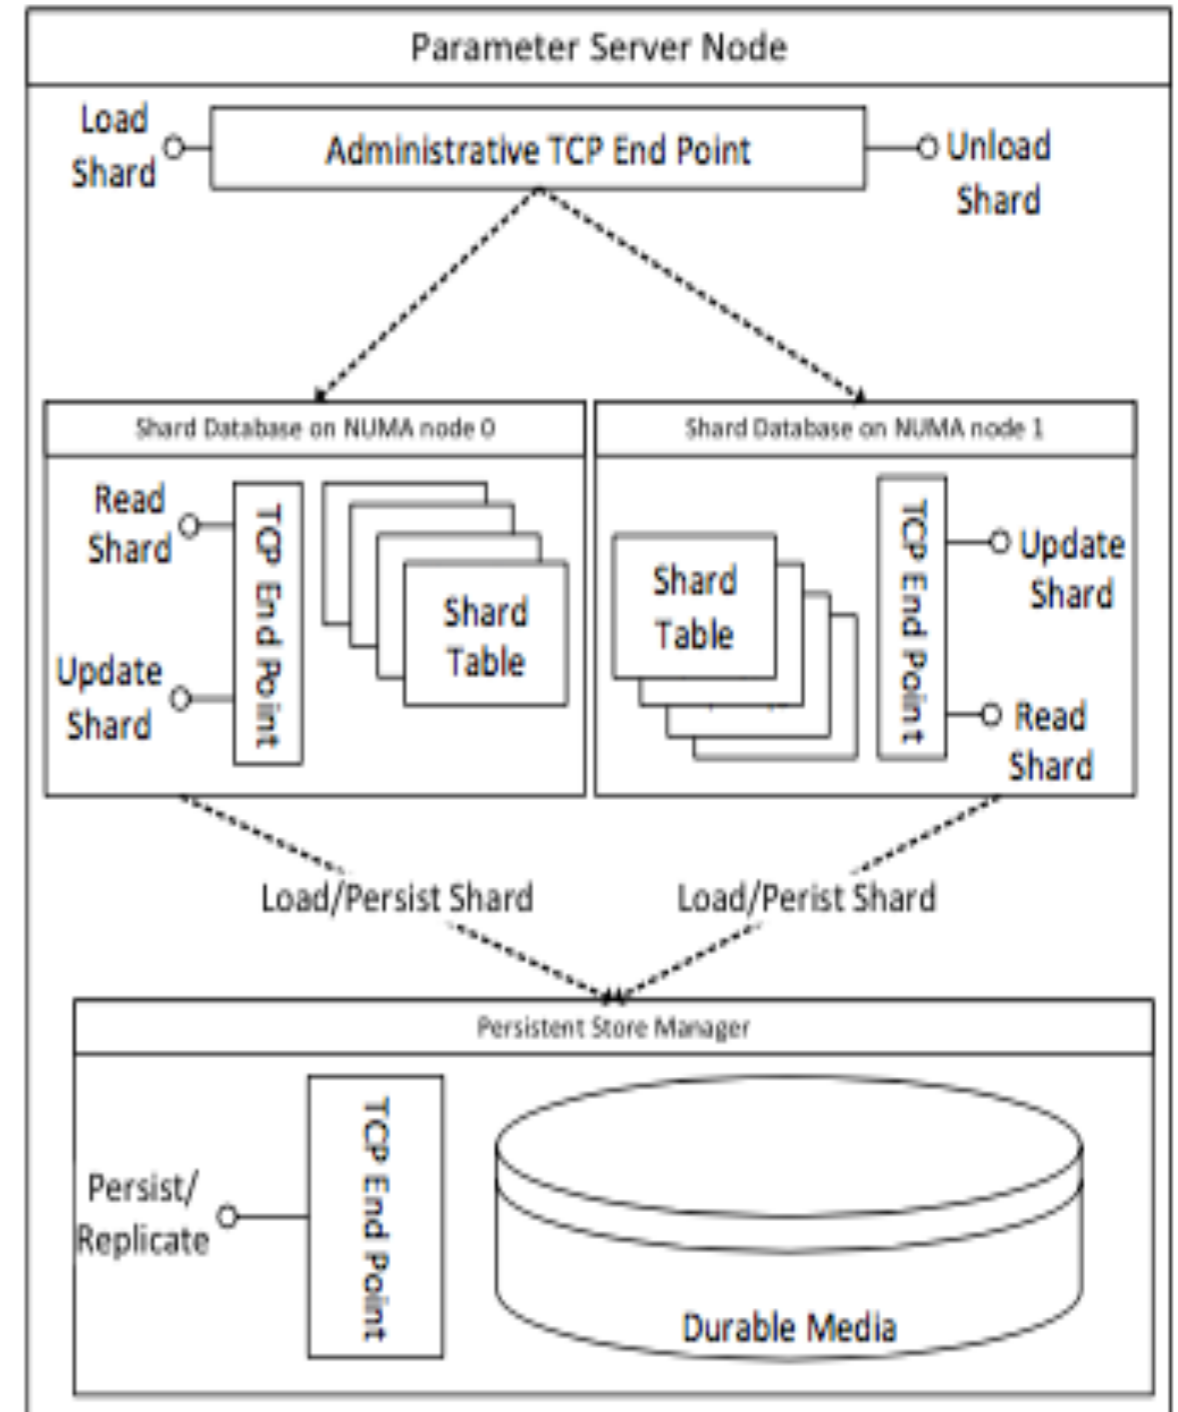 Parameter Server Node
Load
Shard
Administrative TCP End Point
Unload
Shard
Shard Database on NUMA node 0
Read
Shard
Update
Shard
TCP End Point
Shard
Table
Shard Database on NUMA node 1
Shard
Table
TCP End Point
Update
Shard
Read
Shard
Load/Persist Shard
Load/Perist Shard
Persistent Store Manager
Persist/
Replicate
TCP End Point
Durable Media